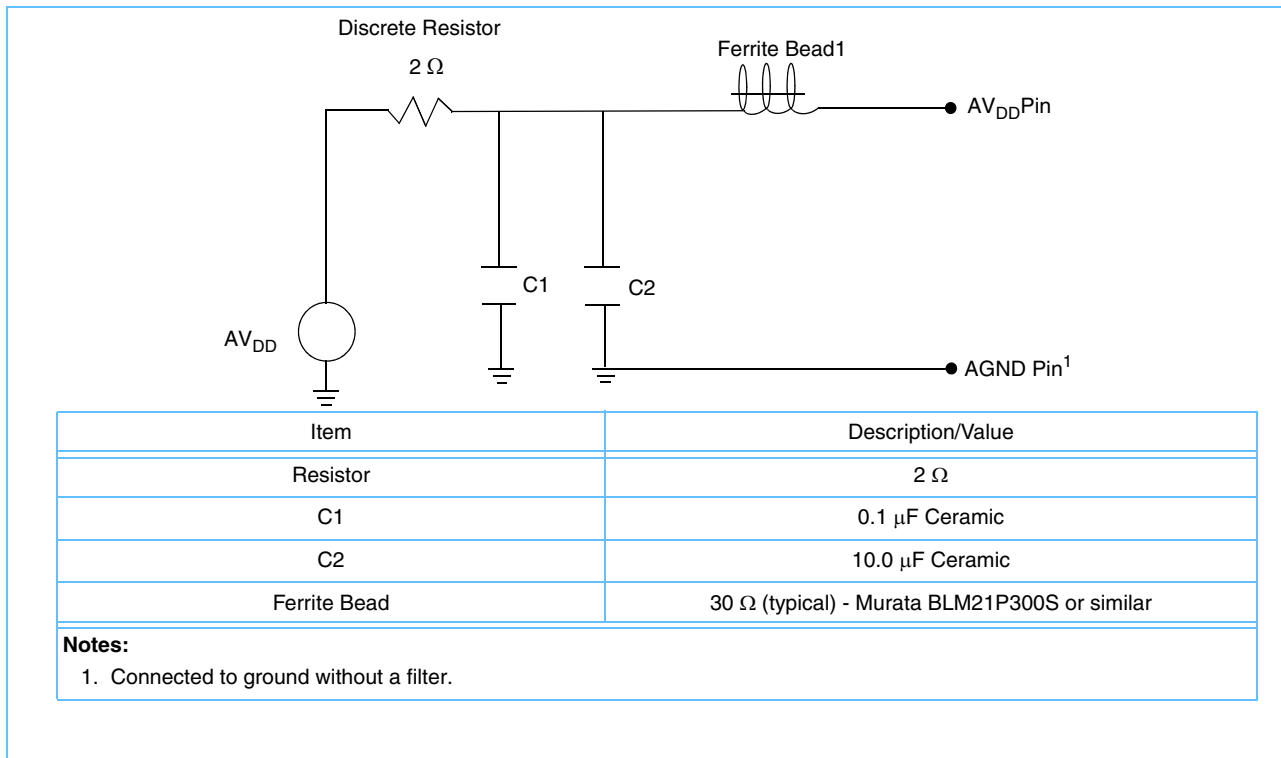 Discrete Resistor
2 Ω
Ferrite Bead1
AVDDPin
C1
C2
AVDD
AGND Pin1
Item Description/Value
Resistor 2 Ω
C1 0.1 μF Ceramic
C2 10.0 μF Ceramic
Ferrite Bead 30 Ω (typical) - Murata BLM21P300S or similar
Notes:
1. Connected to ground without a filter.